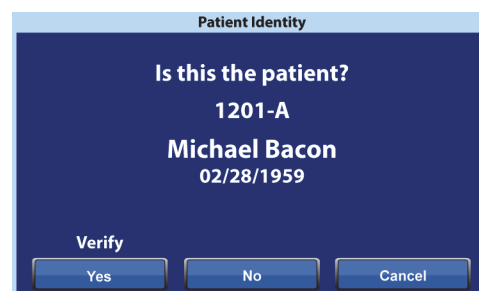 Patient Identity
Is this the patient?
1201-A
Michael Bacon
02/28/1959
Verify
Yes No Cancel